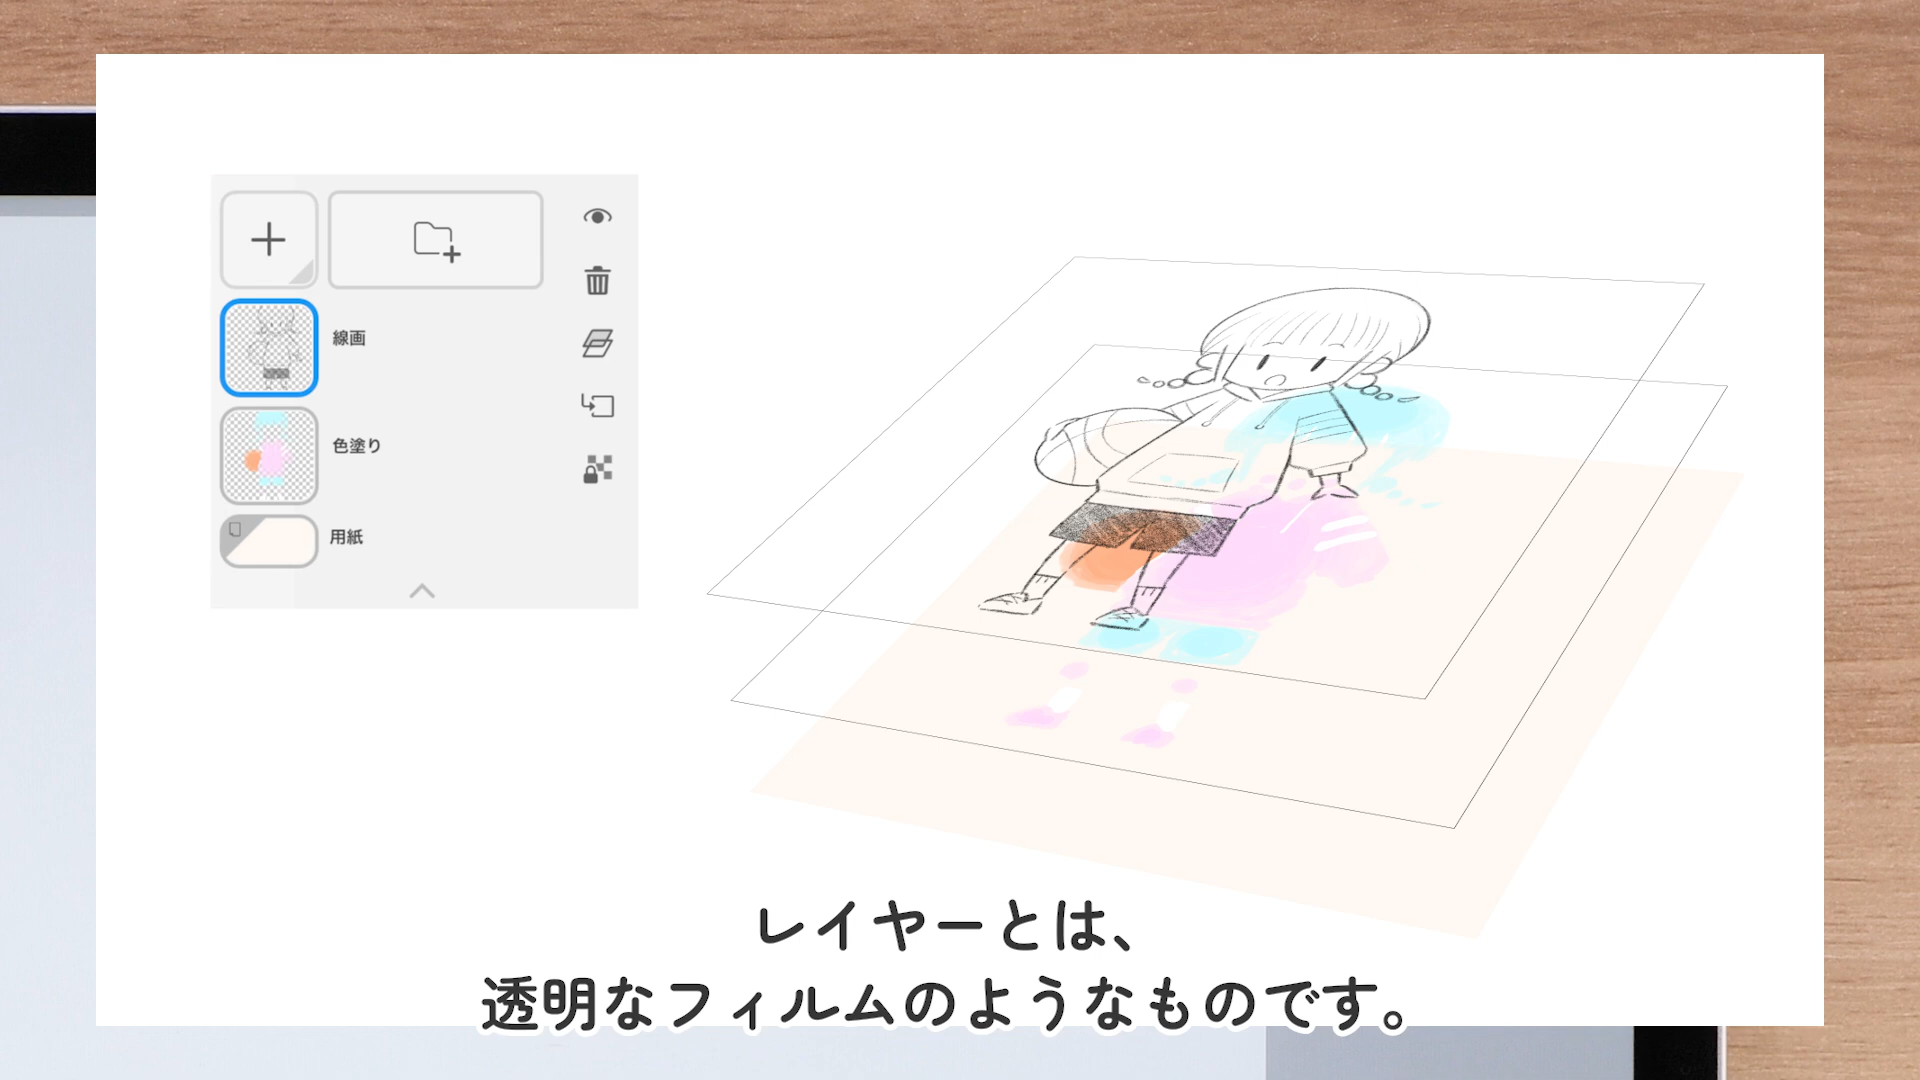 線画
色塗り
用紙
レイヤーとは、
透明なフィルムのようなものです。